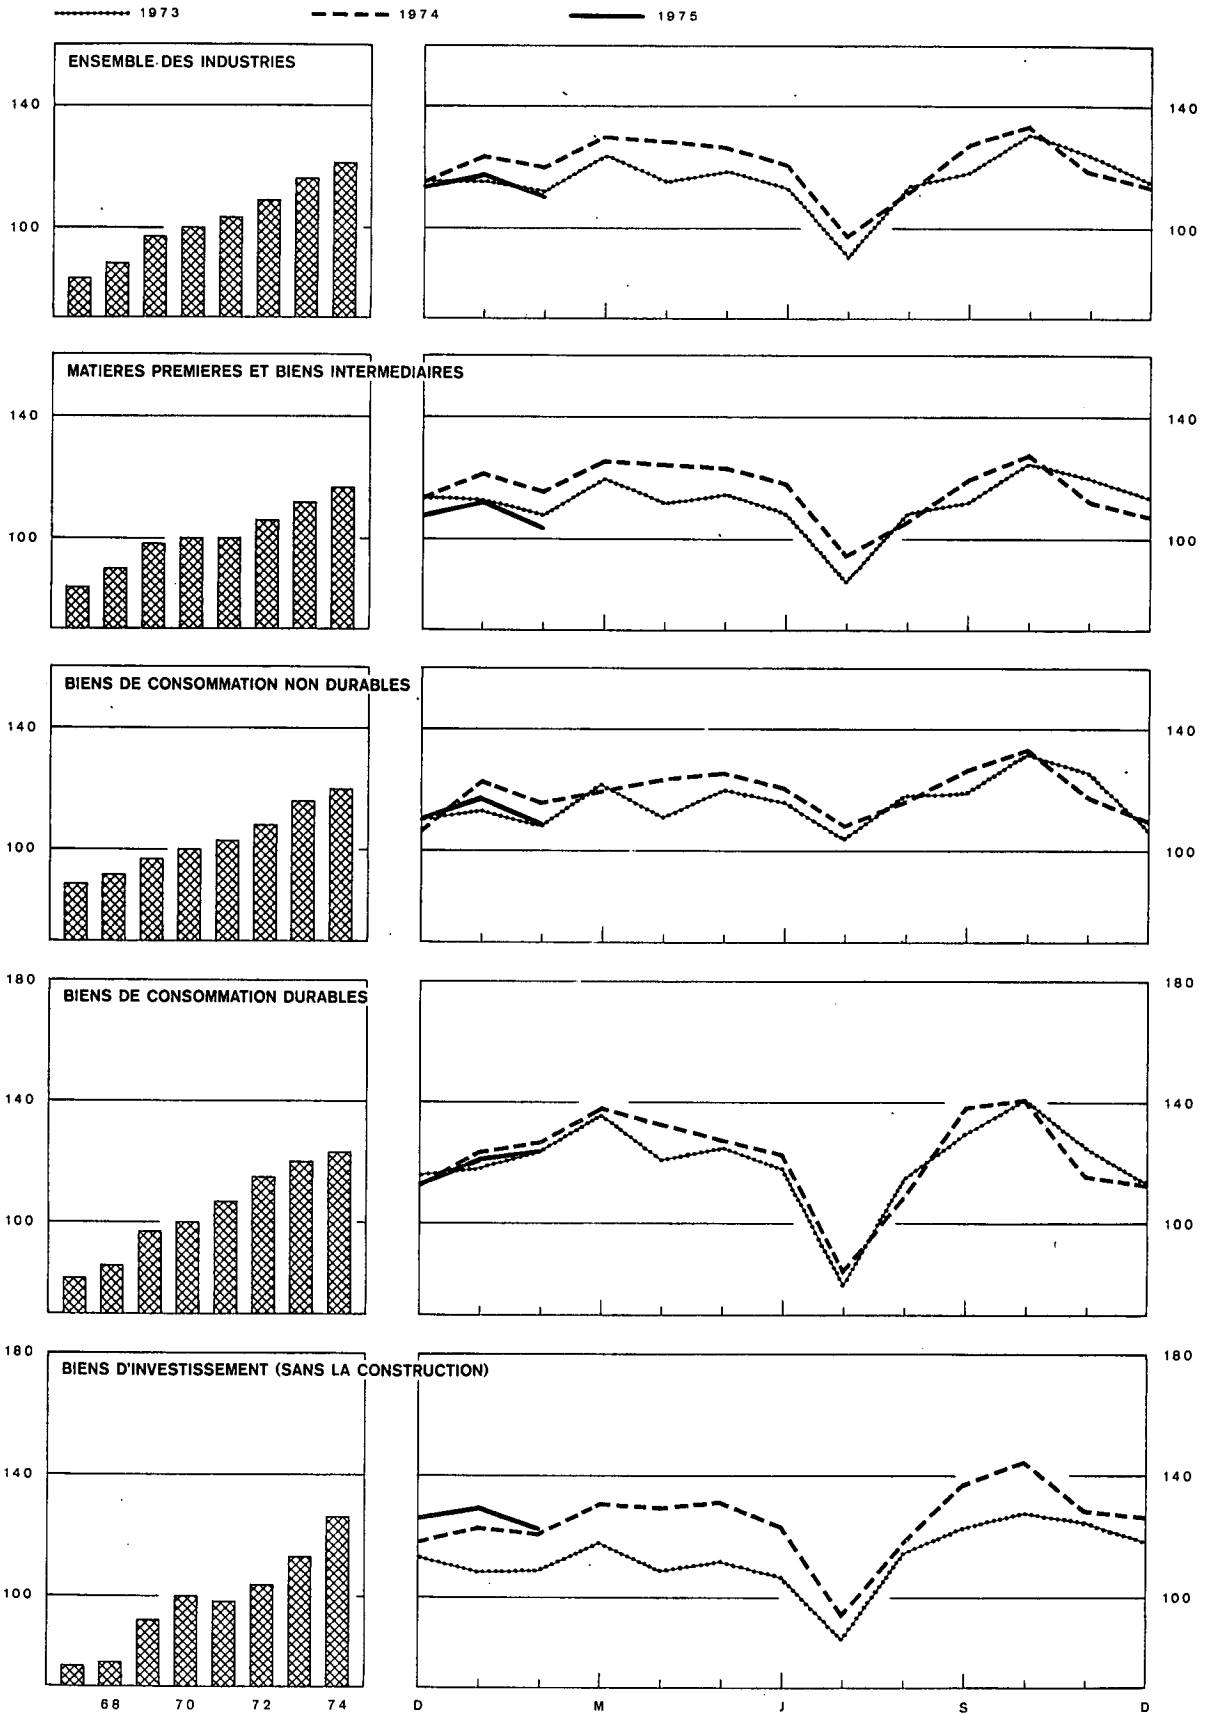 1973 1974 1975
ENSEMBLE DES INDUSTRIES
140 140
100 100
MATIERES PREMIERES ET BIENS INTERMEDIAIRES
140 140
100 100
BIENS DE CONSOMMATION NON DURABLES
140 140
100 100
180 180
BIENS DE CONSOMMATION DURABLES
140 140
100 100
180 180
BIENS D'INVESTISSEMENT (SANS LA CONSTRUCTION)
140 140
100 100
68 70 72 74 D M J S D